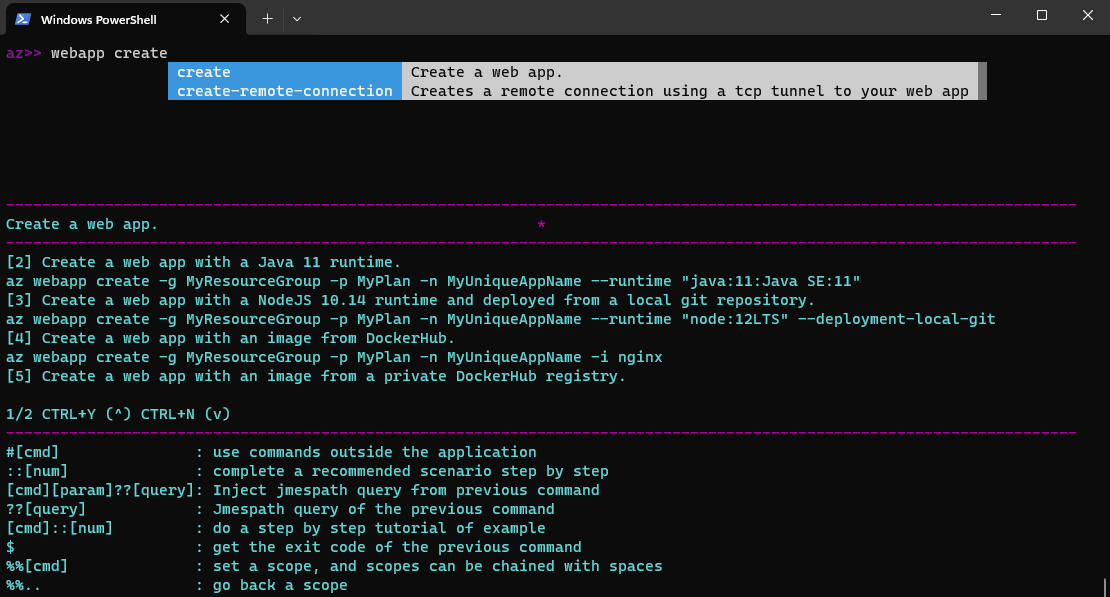 Windows PowerShell
az>> webapp create
create Create a web app.
create-remote-connection Creates a remote connection using a tcp tunnel to your web app
Create a web app. *
[2] Create a web app with a Java 11 runtime.
az webapp create -g MyResourceGroup -p MyPlan -n MyUniqueAppName --runtime "java:11:Java SE:11"
[3] Create a web app with a NodeJS 10.14 runtime and deployed from a local git repository.
az webapp create -g MyResourceGroup -p MyPlan -n MyUniqueAppName --runtime "node:12LTS" --deployment-local-git
[4] Create a web app with an image from DockerHub.
az webapp create -g MyResourceGroup -p MyPlan -n MyUniqueAppName -i nginx
[5] Create a web app with an image from a private DockerHub registry.
1/2 CTRL+Y (^) CTRL+N (v)
#[cmd] : use commands outside the application
::[num] : complete a recommended scenario step by step
[cmd][param]??[query]: Inject jmespath query from previous command
??[query] : Jmespath query of the previous command
[cmd]::[num] : do a step by step tutorial of example
$ : get the exit code of the previous command
%%[cmd] : set a scope, and scopes can be chained with spaces
%%.. : go back a scope